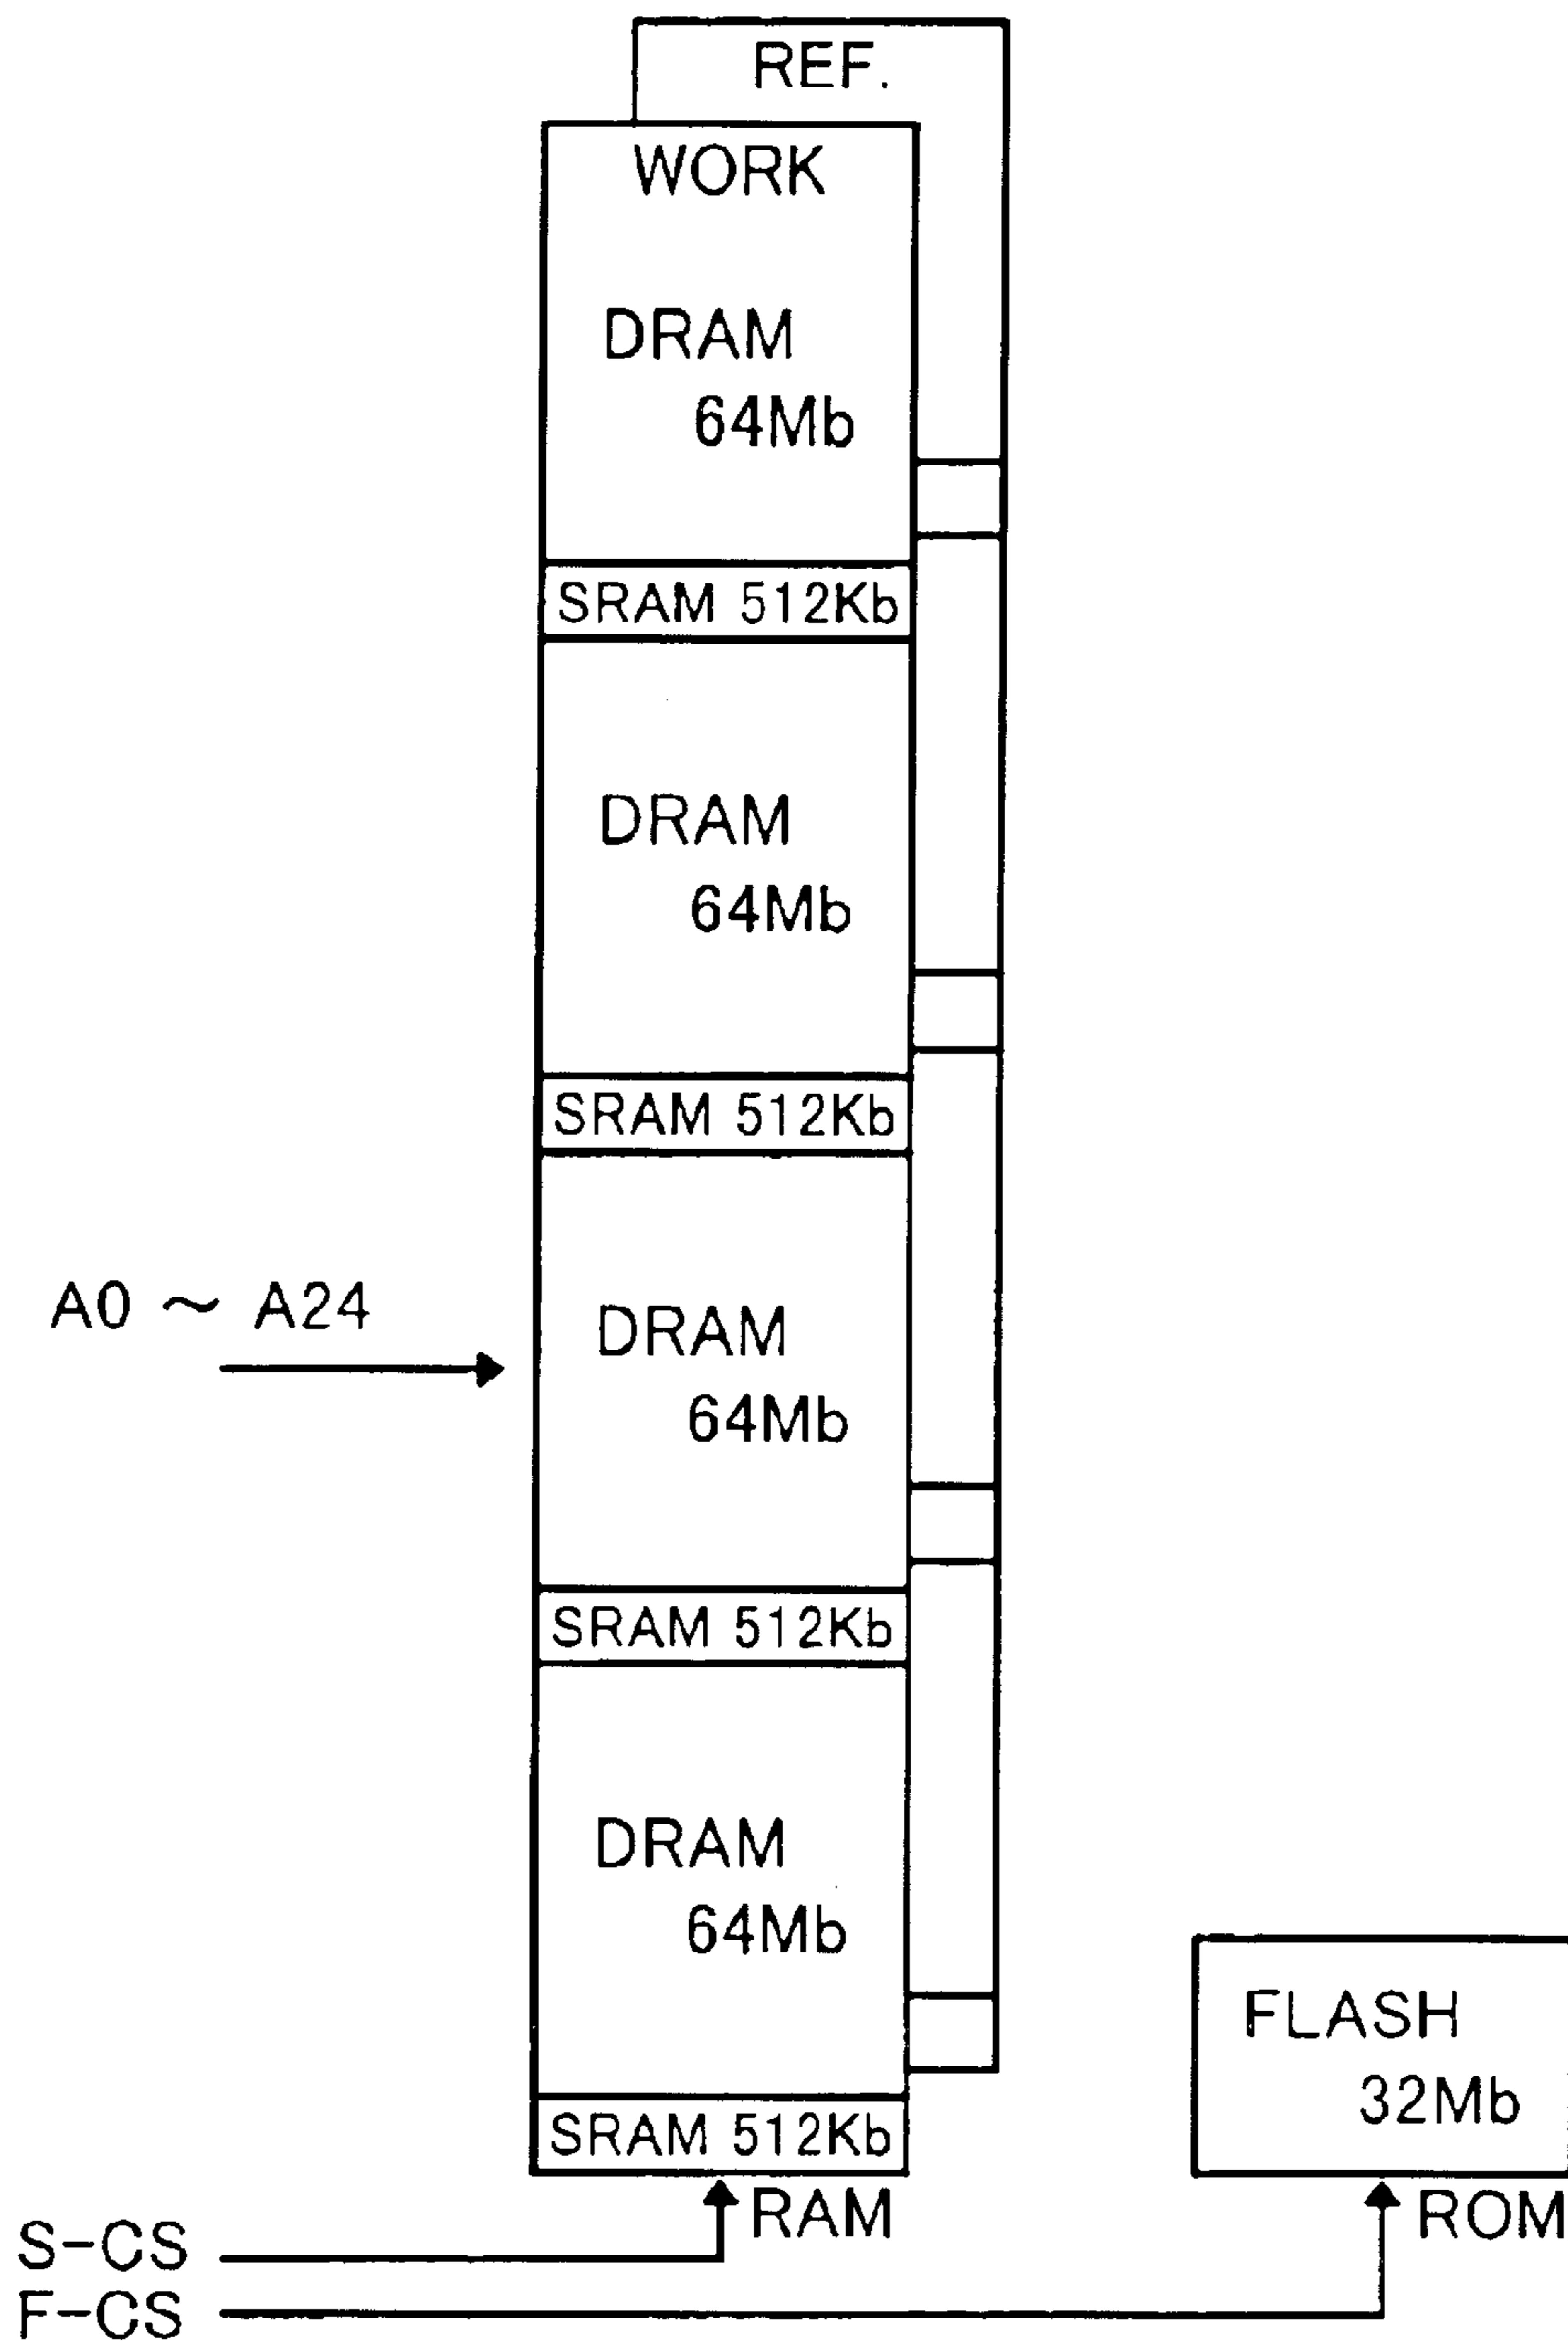 REF.
WORK
DRAM
64Mb
SRAM 512Kb
DRAM
64Mb
SRAM 512Kb
A0 ~ A24
DRAM
64Mb
SRAM 512Kb
DRAM
64Mb
FLASH
32Mb
SRAM 512Kb
RAM
ROM
S-CS
F-CS